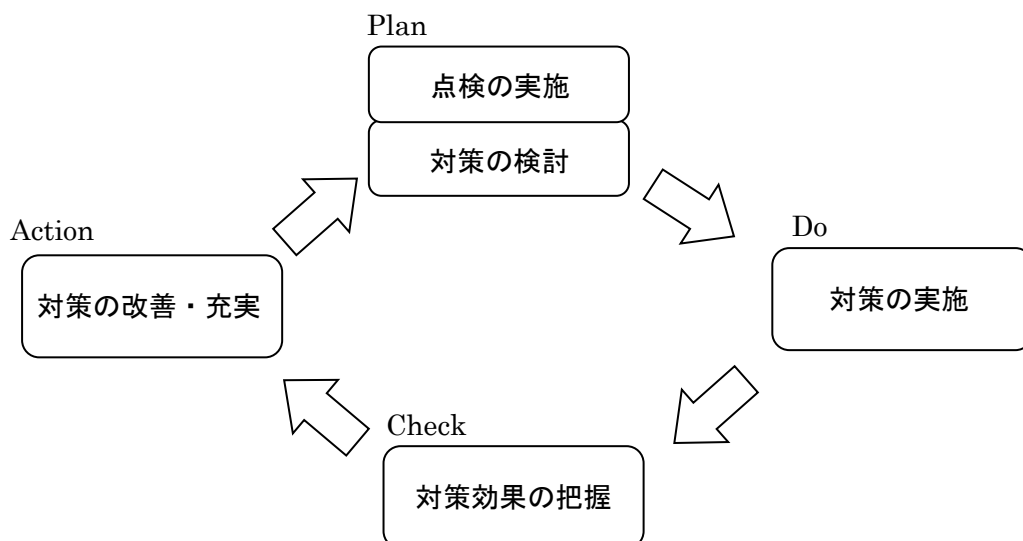 Plan
点検の実施
対策の検討
Action
Do
対策の改善・充実
対策の実施
Check
対策効果の把握